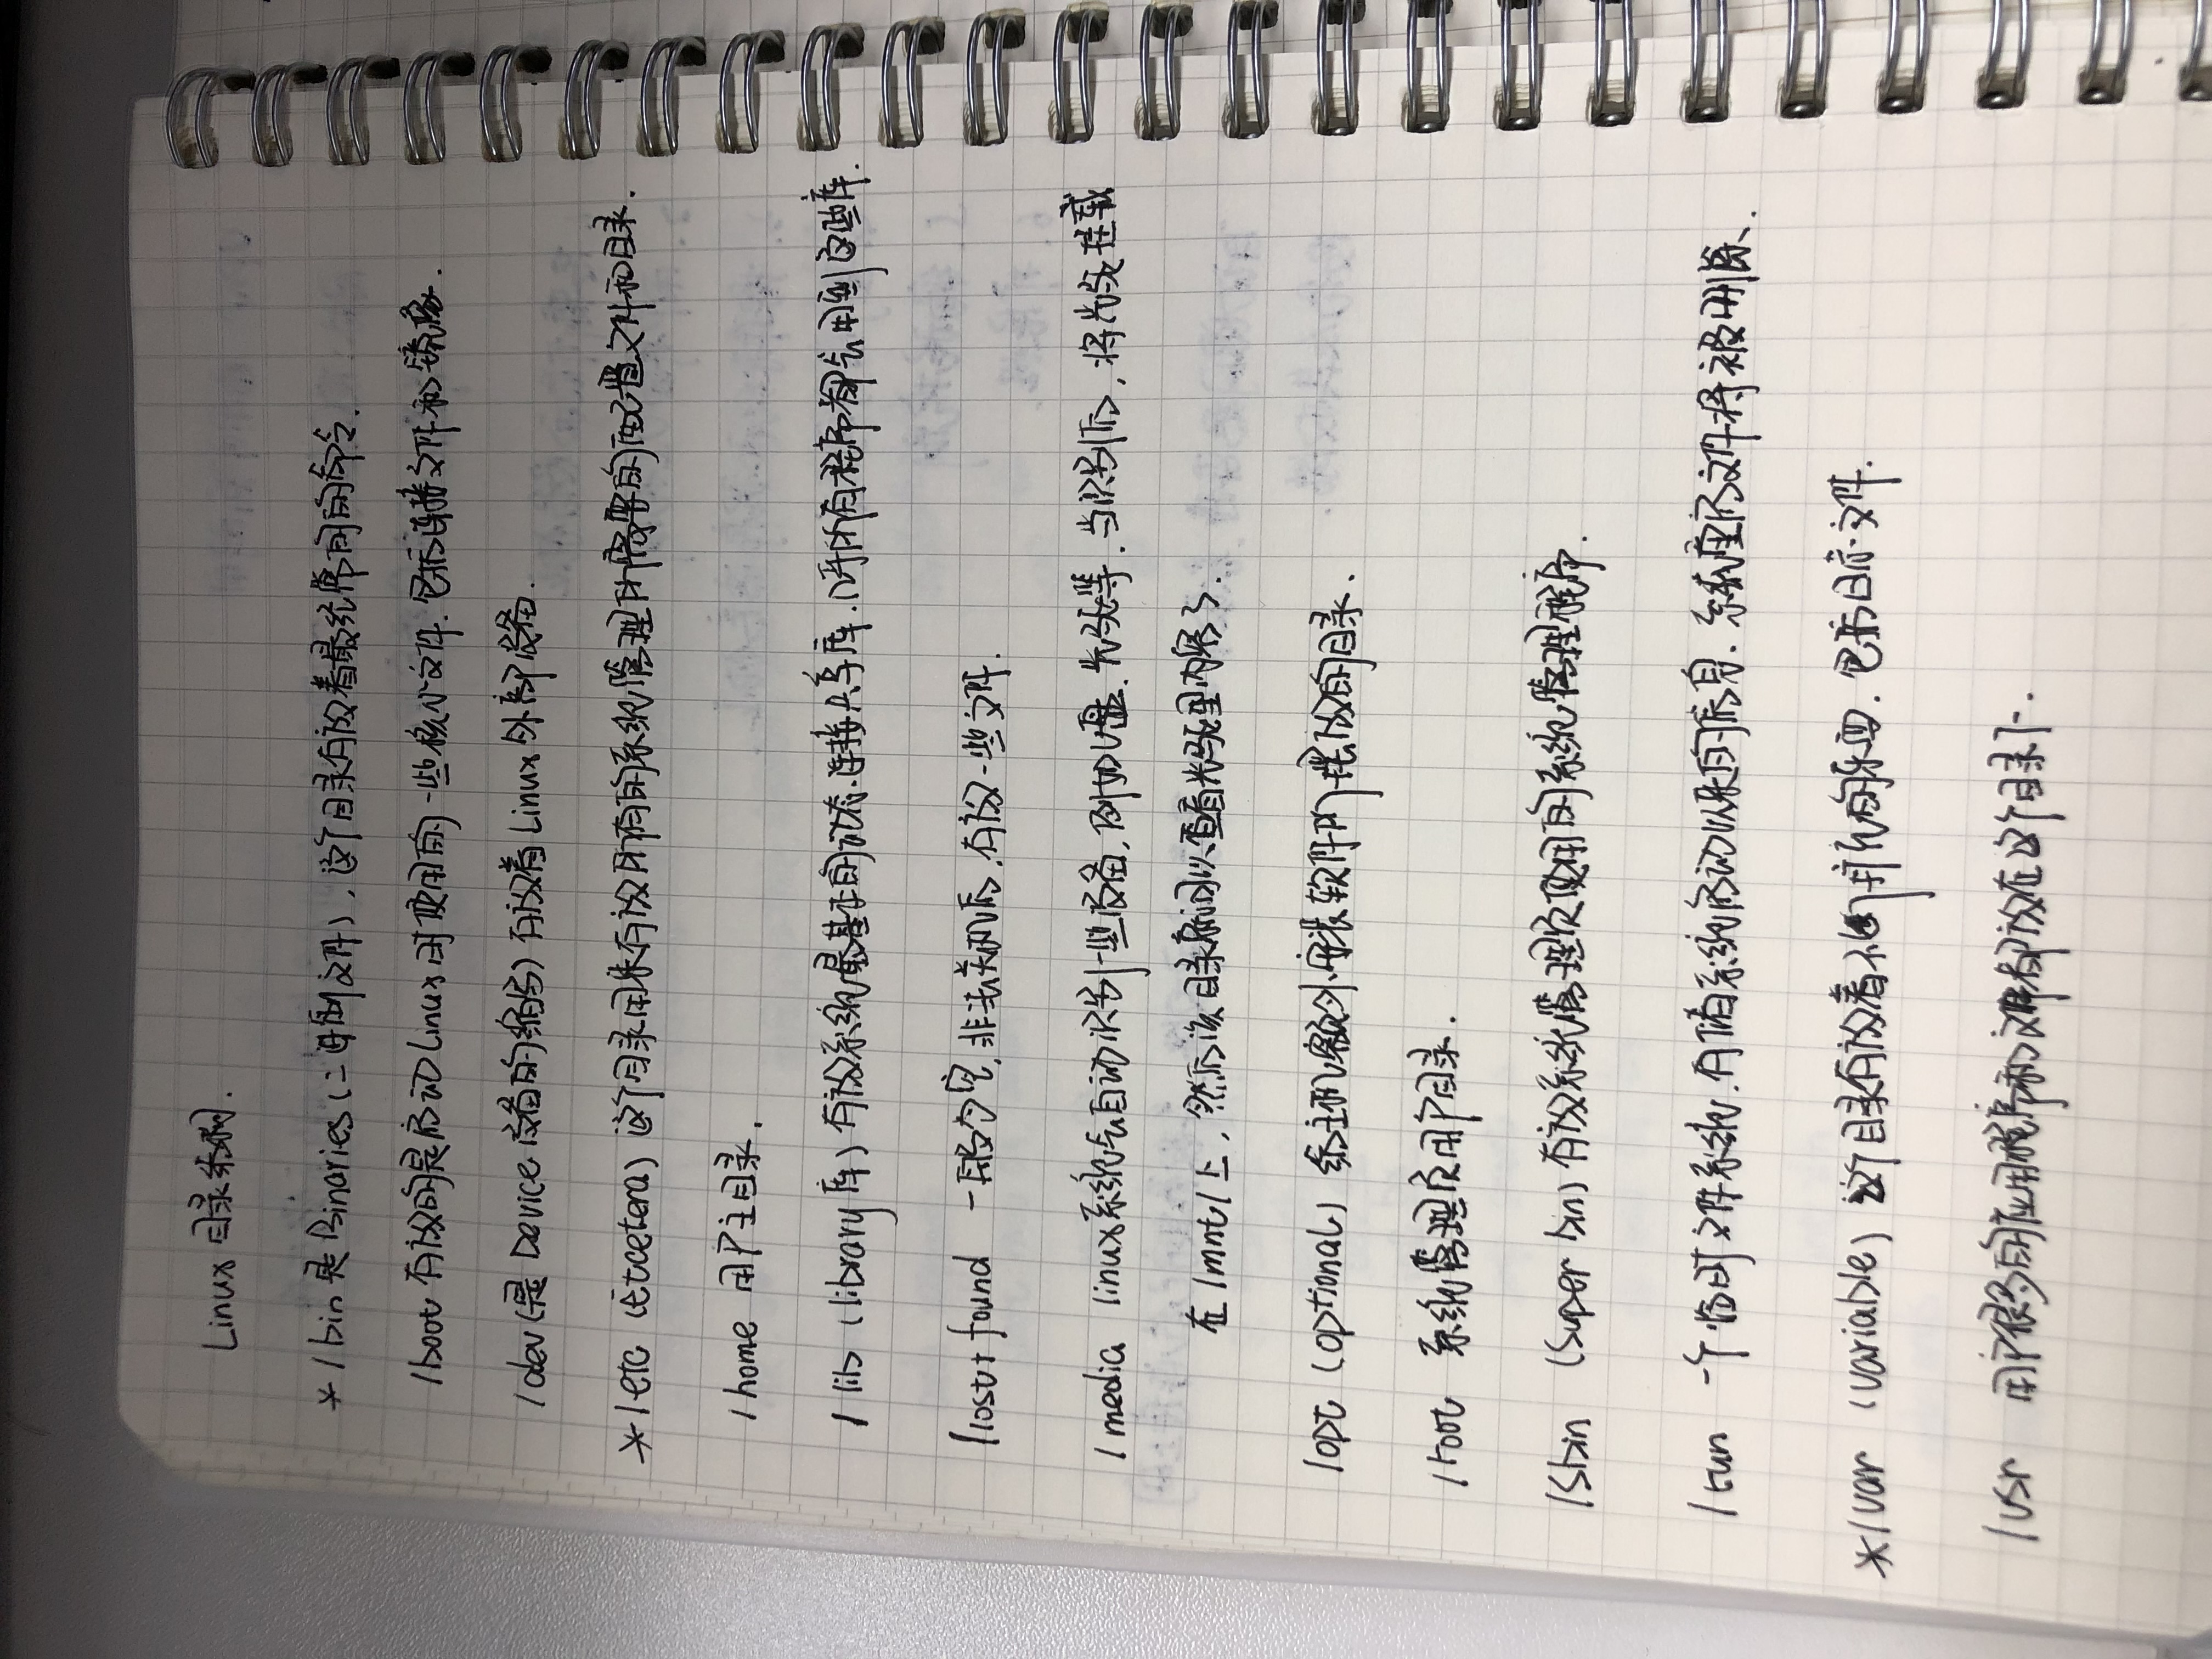 Linux 目录结构.
* /bin 是 Binaries (二进制文件), 这个目录存放着最经常用的命令.
/boot 存放的是启动 Linux 时使用的一些核心文件. 包括连接文件和镜像.
/dev (是 Device 设备的缩写) 存放着 Linux 外部设备.
* /etc (Etcetera) 这个目录用来存放所有的系统管理所需要的配置文件和目录.
/home 用户主目录.
/lib (library 库) 存放系统最基本的动态连接共享库. 几乎所有程序都会用到这些库.
/lost+found 一般为空, 非法关机后, 存放一些文件.
/media linux系统会自动识别一些设备, 例如U盘、光驱等. 当识别后, 将光驱挂载
在 /mnt/ 上, 然后该目录就可以查看光驱里内容了.
/opt (optional) 给主机额外安装软件所摆放的目录.
/root 系统管理员用户目录.
/sbin (Super bin) 存放系统管理员使用的系统管理程序.
/run 一个临时文件系统. 存储系统启动以来的信息. 系统重启文件将被删除.
* /var (variable) 这个目录存放着不断扩充的东西. 包括日志文件.
/usr 用户很多的应用程序和文件都放在这个目录下.